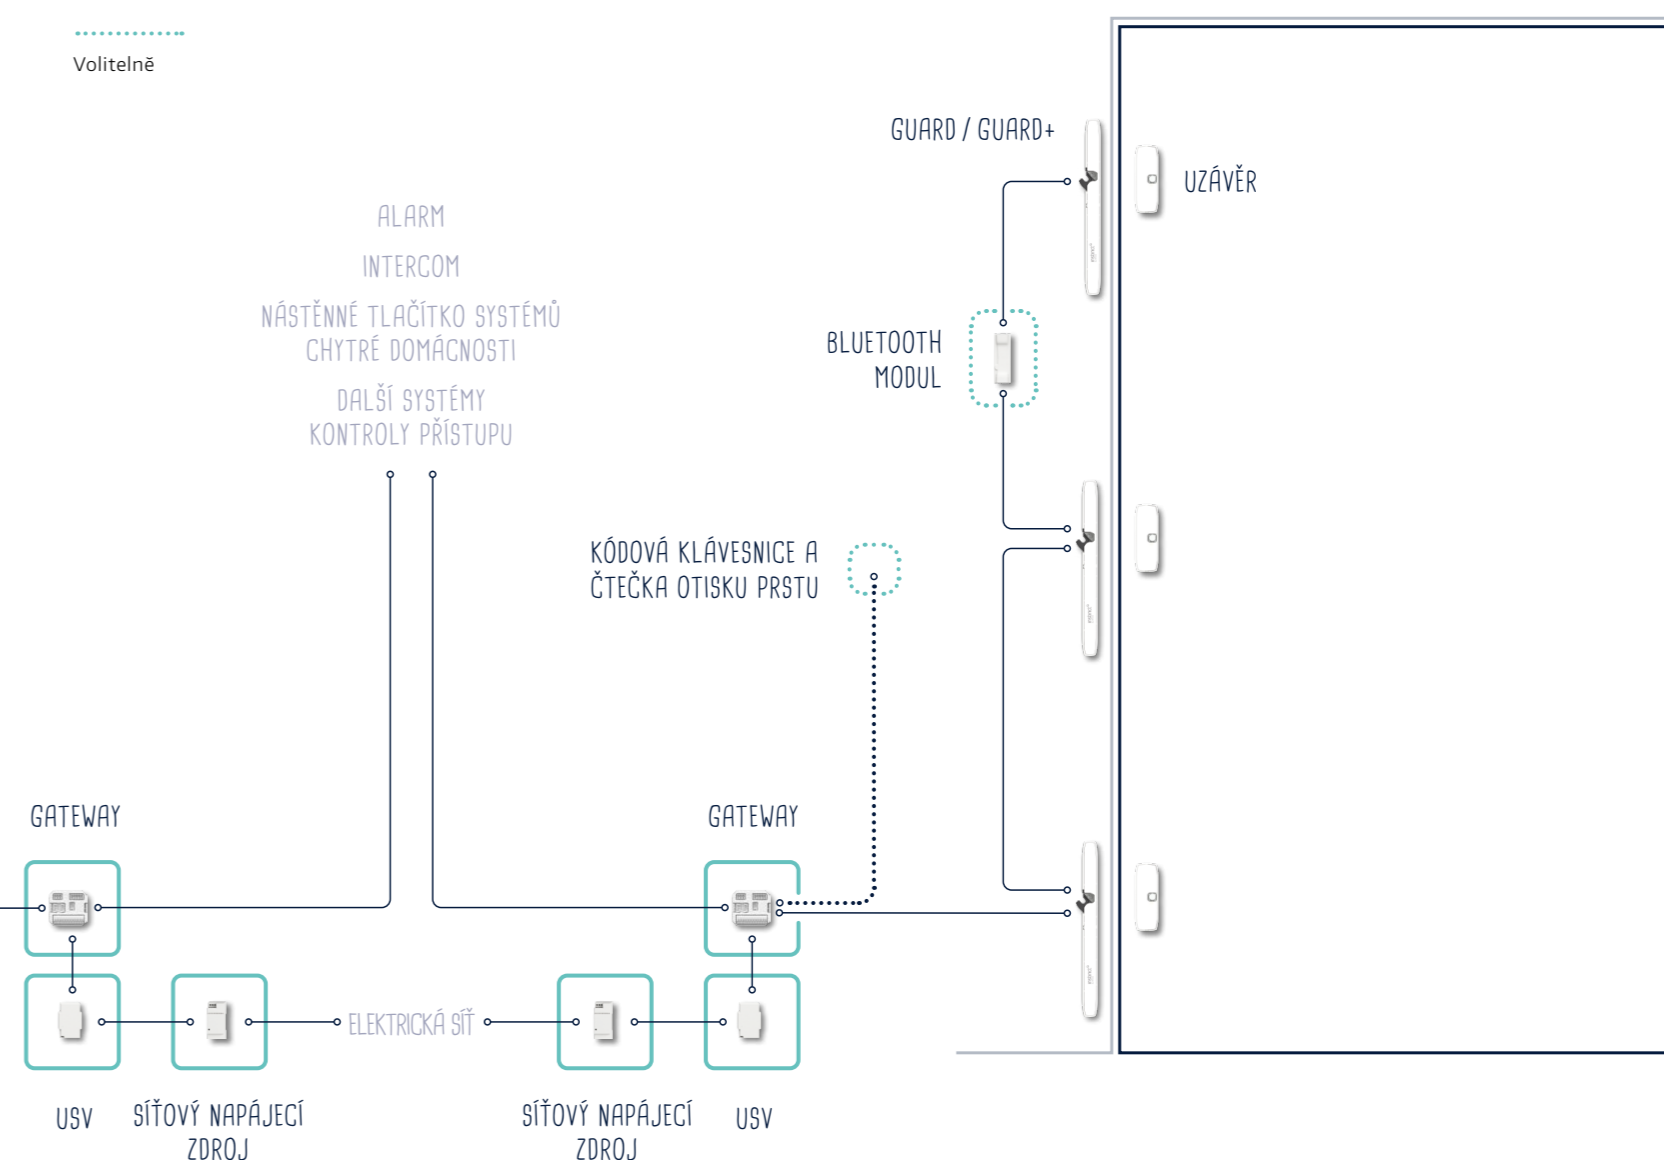 Volitelně
GUARD / GUARD+
UZÁVĚR
ALARM
INTERCOM
NÁSTĚNNÉ TLAČÍTKO SYSTÉMŮ
CHYTRÉ DOMÁCNOSTI
DALŠÍ SYSTÉMY
KONTROLY PŘÍSTUPU
BLUETOOTH
MODUL
KÓDOVÁ KLÁVESNICE A
ČTEČKA OTISKU PRSTU
GATEWAY
GATEWAY
ELEKTRICKÁ SÍŤ
USV
SÍŤOVÝ NAPÁJECÍ
ZDROJ
SÍŤOVÝ NAPÁJECÍ
ZDROJ
USV